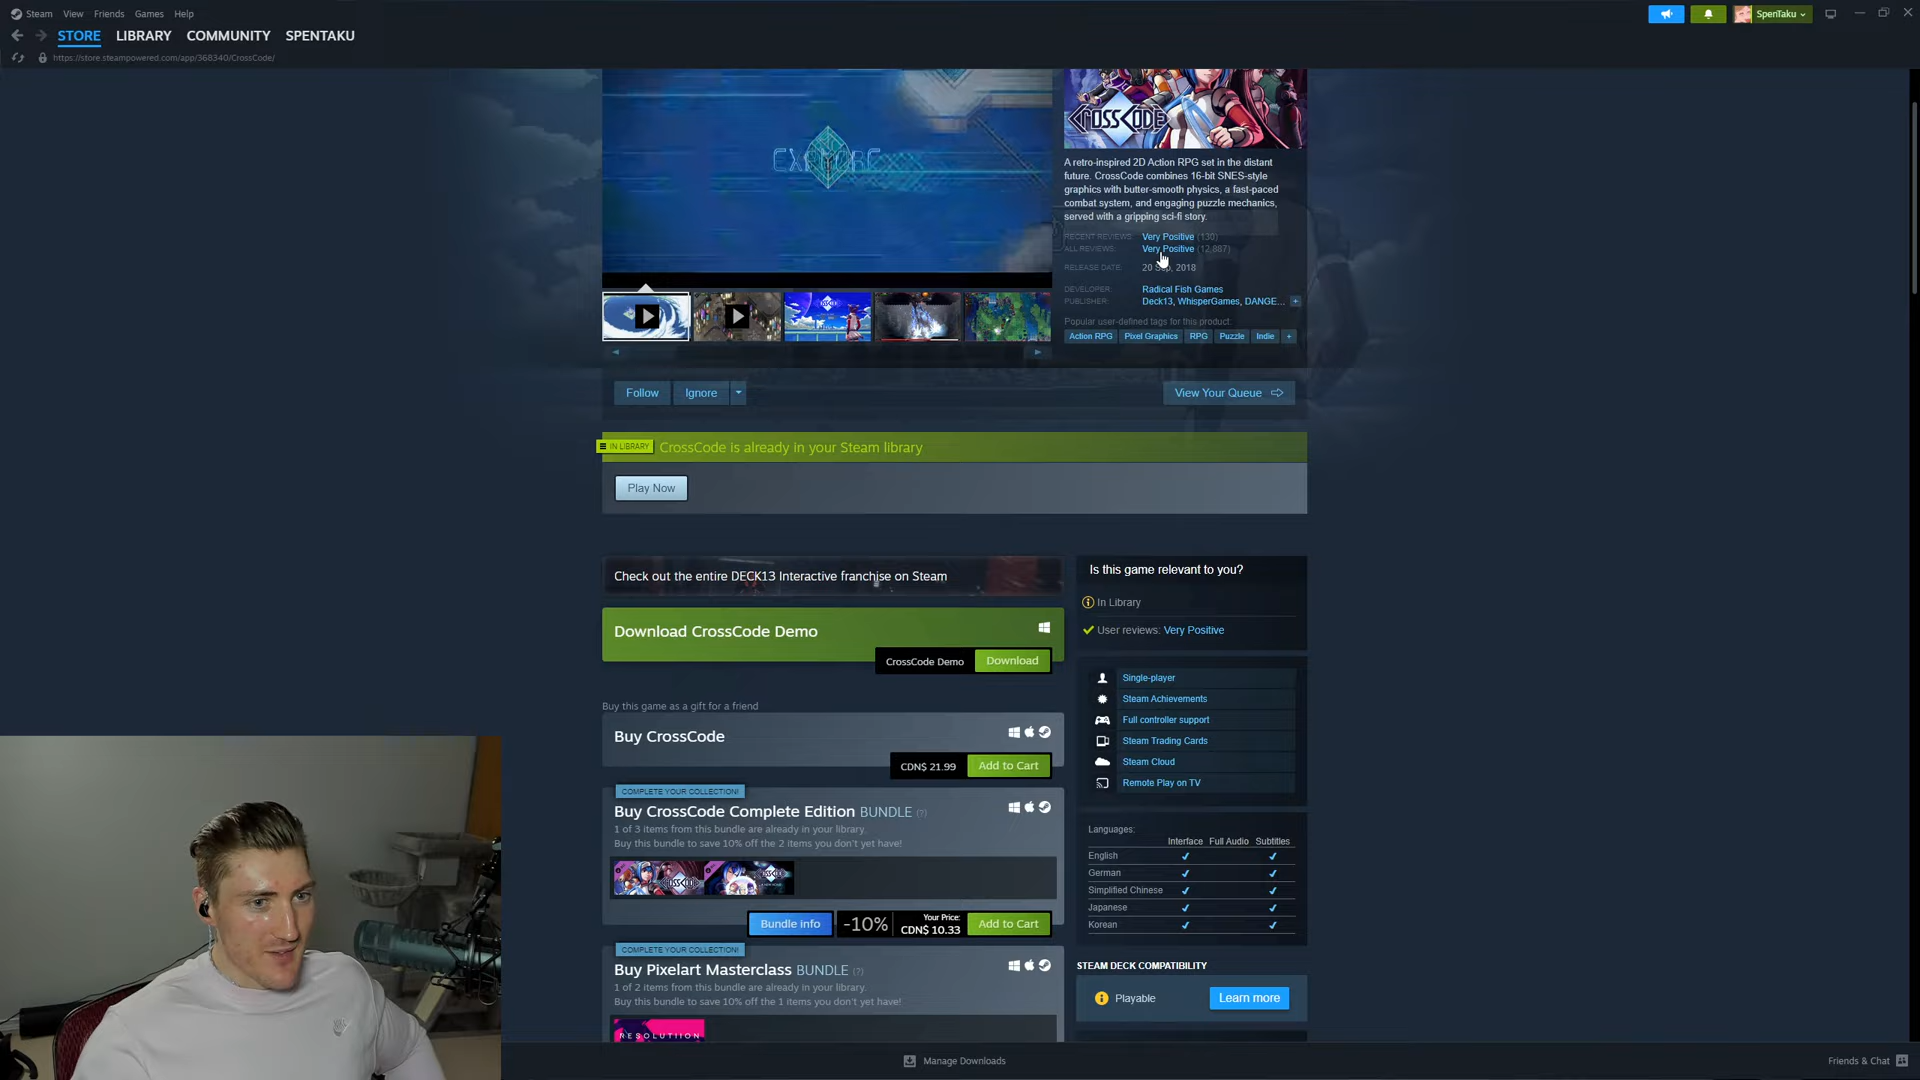 Steam View Friends Games Help
SpenTaku
STORE LIBRARY COMMUNITY SPENTAKU
https://store.steampowered.com/app/368340/CrossCode/
EXPLORE
CROSSCODE
A retro-inspired 2D Action RPG set in the distant
future. CrossCode combines 16-bit SNES-style
graphics with butter-smooth physics, a fast-paced
combat system, and engaging puzzle mechanics,
served with a gripping sci-fi story.
RECENT REVIEWS: Very Positive (130)
ALL REVIEWS: Very Positive (12,887)
RELEASE DATE: 20 Sep, 2018
DEVELOPER: Radical Fish Games
PUBLISHER: Deck13, WhisperGames, DANGE... +
Popular user-defined tags for this product:
Action RPG Pixel Graphics RPG Puzzle Indie +
Follow Ignore View Your Queue
IN LIBRARY CrossCode is already in your Steam library
Play Now
Check out the entire DECK13 Interactive franchise on Steam
Download CrossCode Demo
CrossCode Demo Download
Buy this game as a gift for a friend
Buy CrossCode
CDN$ 21.99 Add to Cart
COMPLETE YOUR COLLECTION!
Buy CrossCode Complete Edition BUNDLE (?)
1 of 3 items from this bundle are already in your library.
Buy this bundle to save 10% off the 2 items you don't yet have!
Bundle info -10% Your Price: CDN$ 10.33 Add to Cart
COMPLETE YOUR COLLECTION!
Buy Pixelart Masterclass BUNDLE (?)
1 of 2 items from this bundle are already in your library.
Buy this bundle to save 10% off the 1 items you don't yet have!
RESOLUTIION
Is this game relevant to you?
In Library
User reviews: Very Positive
Single-player
Steam Achievements
Full controller support
Steam Trading Cards
Steam Cloud
Remote Play on TV
Languages:
Interface Full Audio Subtitles
English ✔ ✔
German ✔ ✔
Simplified Chinese ✔ ✔
Japanese ✔ ✔
Korean ✔ ✔
STEAM DECK COMPATIBILITY
Playable Learn more
Manage Downloads
Friends & Chat